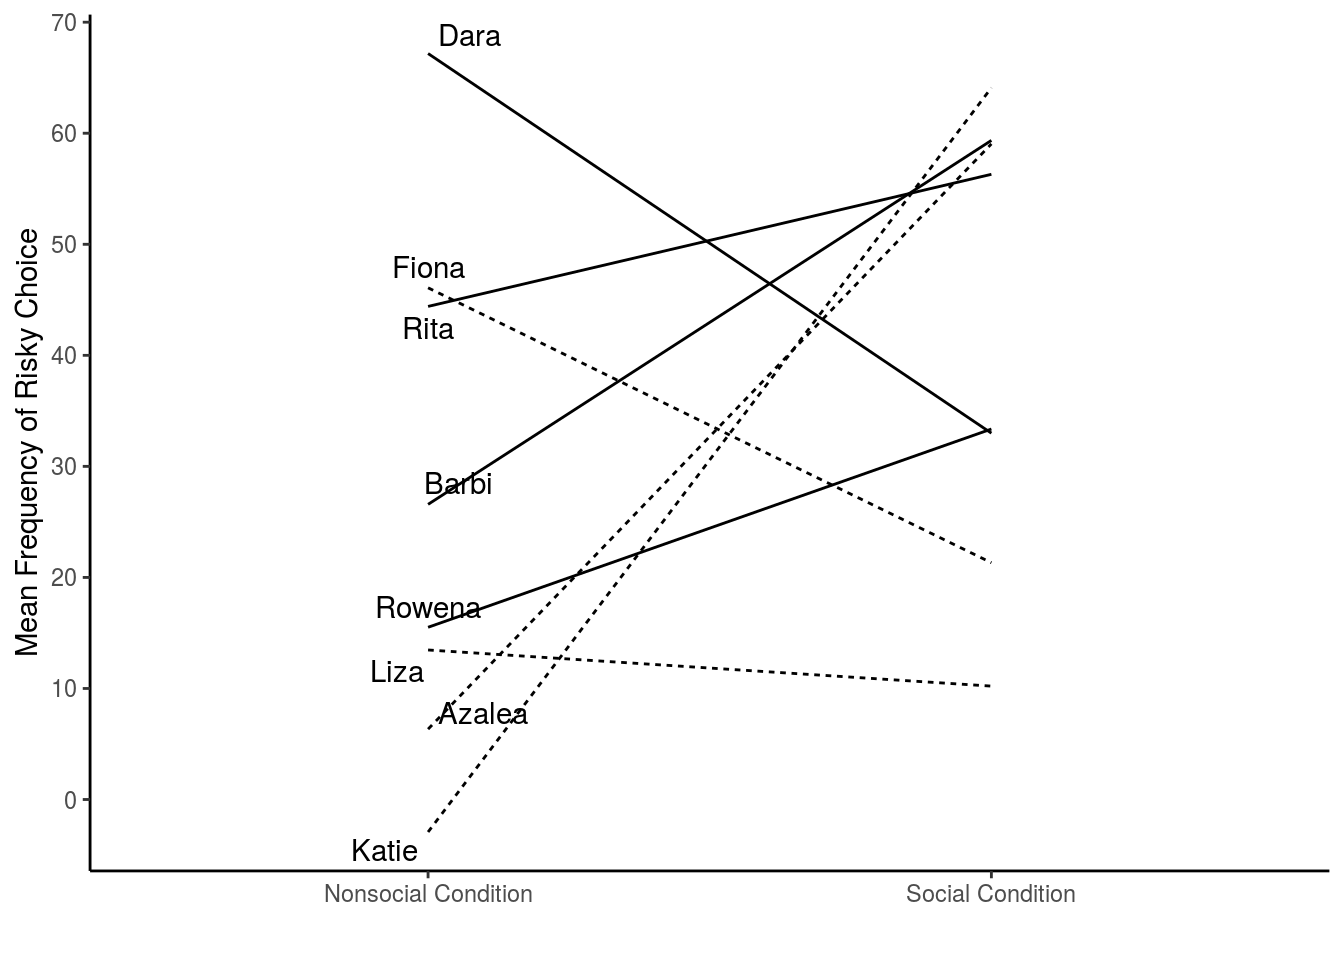 Mean Frequency of Risky Choice
70
60
50
40
30
20
10
0
Dara
Fiona
Rita
Barbi
Rowena
Liza
Azalea
Katie
Nonsocial Condition
Social Condition